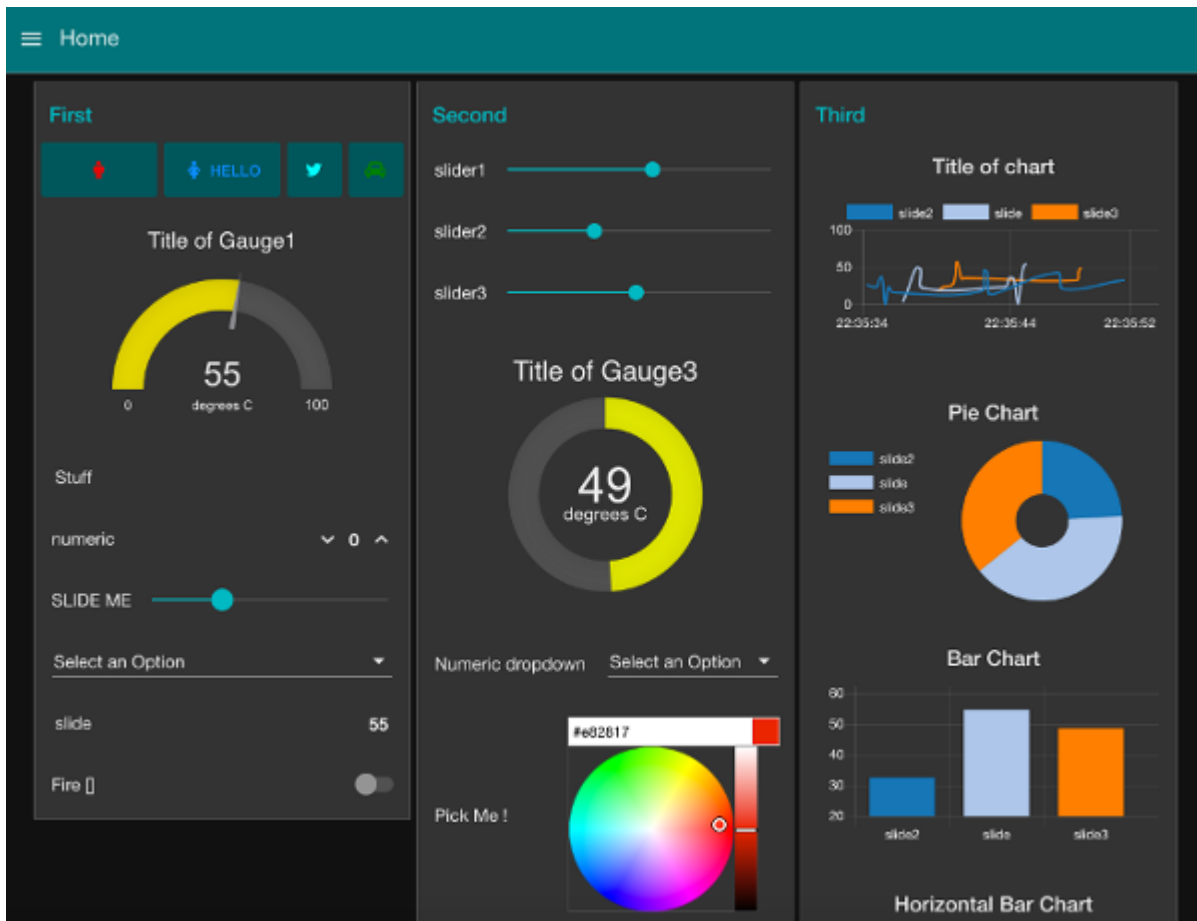 Home
First
HELLO
Title of Gauge1
55
0 degrees C 100
Stuff
numeric 0
SLIDE ME
Select an Option
slide 55
Fire []
Second
slider1
slider2
slider3
Title of Gauge3
49
degrees C
Numeric dropdown Select an Option
#e82817
Pick Me !
Third
Title of chart
slide2 slide slide3
100
50
0
22:35:34 22:35:44 22:35:52
Pie Chart
slide2
slide
slide3
Bar Chart
60
50
40
30
20
slide2 slide slide3
Horizontal Bar Chart